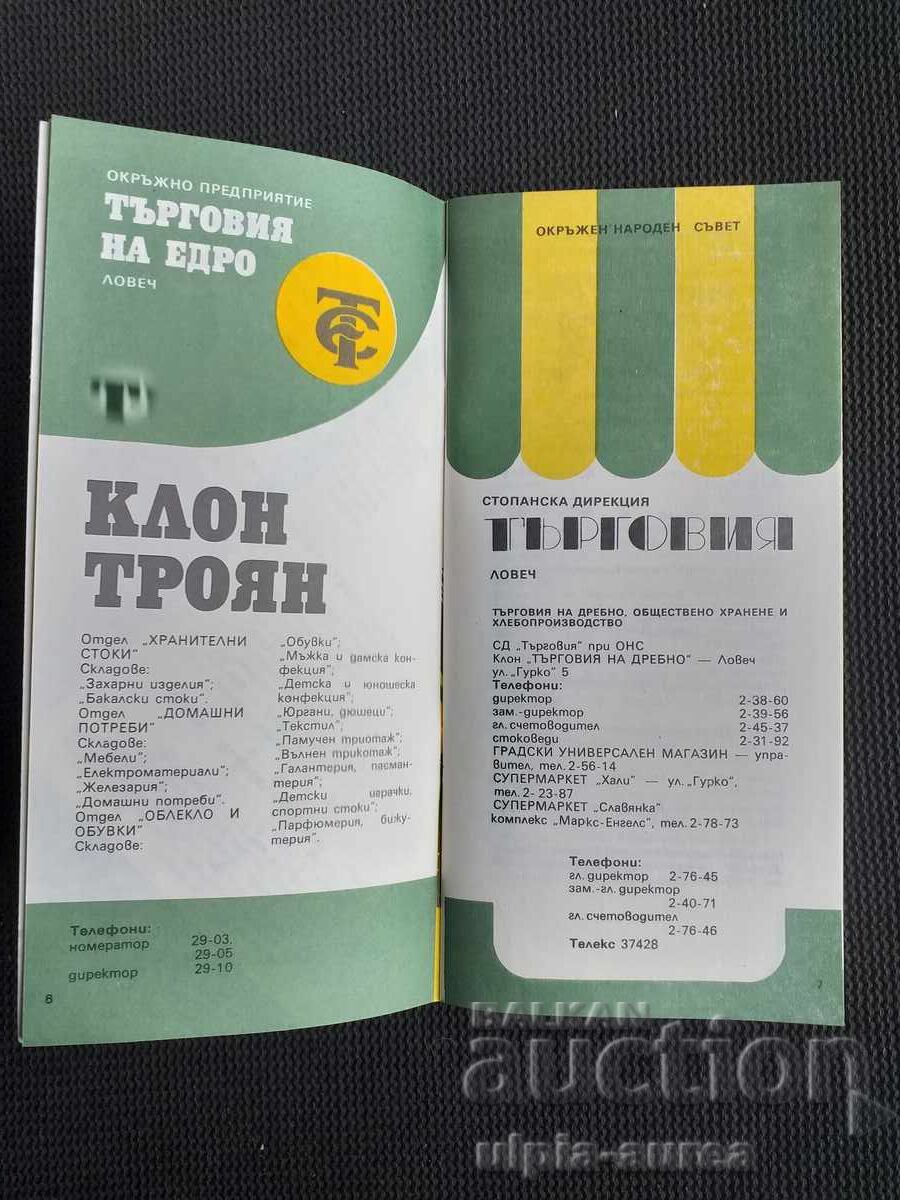 ОКРЪЖНО ПРЕДПРИЯТИЕ
ТЪРГОВИЯ
НА ЕДРО
ЛОВЕЧ
КЛОН
ТРОЯН
Отдел „ХРАНИТЕЛНИ
СТОКИ“
Складове:
„Захарни изделия“;
„Бакалски стоки“.
Отдел „ДОМАШНИ
ПОТРЕБИ“
Складове:
„Мебели“;
„Електроматериали“;
„Железария“;
„Домашни потреби“.
Отдел „ОБЛЕКЛО И
ОБУВКИ“
Складове:
„Обувки“;
„Мъжка и дамска кон-
фекция“;
„Детска и юношеска
конфекция“;
„Юргани, дюшеци“;
„Текстил“;
„Памучен триотаж“;
„Вълнен трикотаж“;
„Галантерия, пасман-
терия“;
„Детски играчки,
спортни стоки“;
„Парфюмерия, бижу-
терия“.
Телефони:
номератор 29-03.
29-05
директор 29-10
ОКРЪЖЕН НАРОДЕН СЪВЕТ
СТОПАНСКА ДИРЕКЦИЯ
ТЪРГОВИЯ
ЛОВЕЧ
ТЪРГОВИЯ НА ДРЕБНО, ОБЩЕСТВЕНО ХРАНЕНЕ И
ХЛЕБОПРОИЗВОДСТВО
СД „Търговия“ при ОНС
Клон „ТЪРГОВИЯ НА ДРЕБНО“ — Ловеч
ул. „Гурко“ 5
Телефони:
директор 2-38-60
зам.-директор 2-39-56
гл. счетоводител 2-45-37
стоковеди 2-31-92
ГРАДСКИ УНИВЕРСАЛЕН МАГАЗИН — упра-
вител, тел. 2-56-14
СУПЕРМАРКЕТ „Хали“ — ул. „Гурко“,
тел. 2- 23-87
СУПЕРМАРКЕТ „Славянка“
комплекс „Маркс-Енгелс“, тел. 2-78-73
Телефони:
гл. директор 2-76-45
зам.-гл. директор
2-40-71
гл. счетоводител
2-76-46
Телекс 37428
7
BALKAN
auction
ulpia-aurea